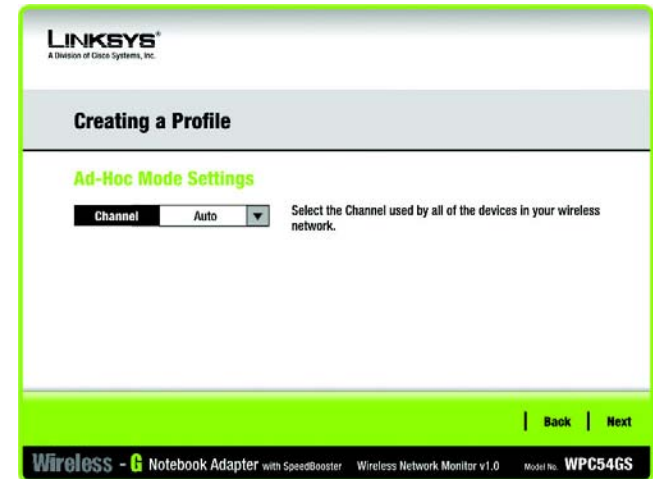 LINKSYS®
A Division of Cisco Systems, Inc.
Creating a Profile
Ad-Hoc Mode Settings
Channel Auto
Select the Channel used by all of the devices in your wireless
network.
Back Next
Wireless - G Notebook Adapter with SpeedBooster Wireless Network Monitor v1.0 Model No. WPC54GS